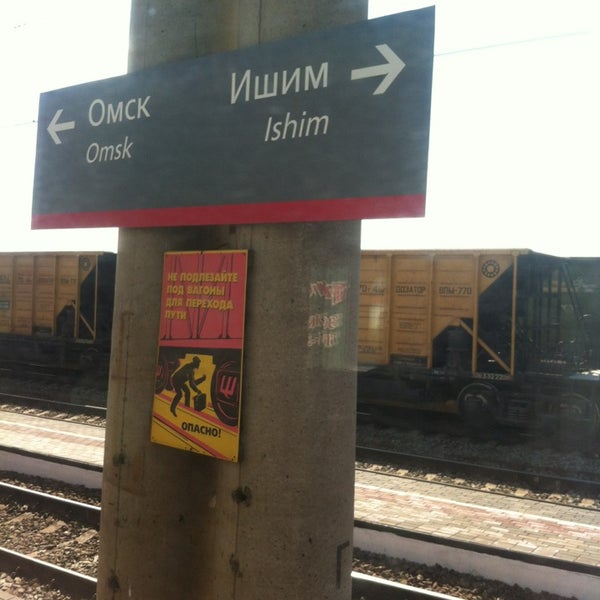 Омск
Omsk
Ишим
Ishim
НЕ ПОДЛЕЗАЙТЕ
ПОД ВАГОНЫ
ДЛЯ ПЕРЕХОДА
ПУТИ
ОПАСНО!
ДОЗАТОР
ВПМ-770